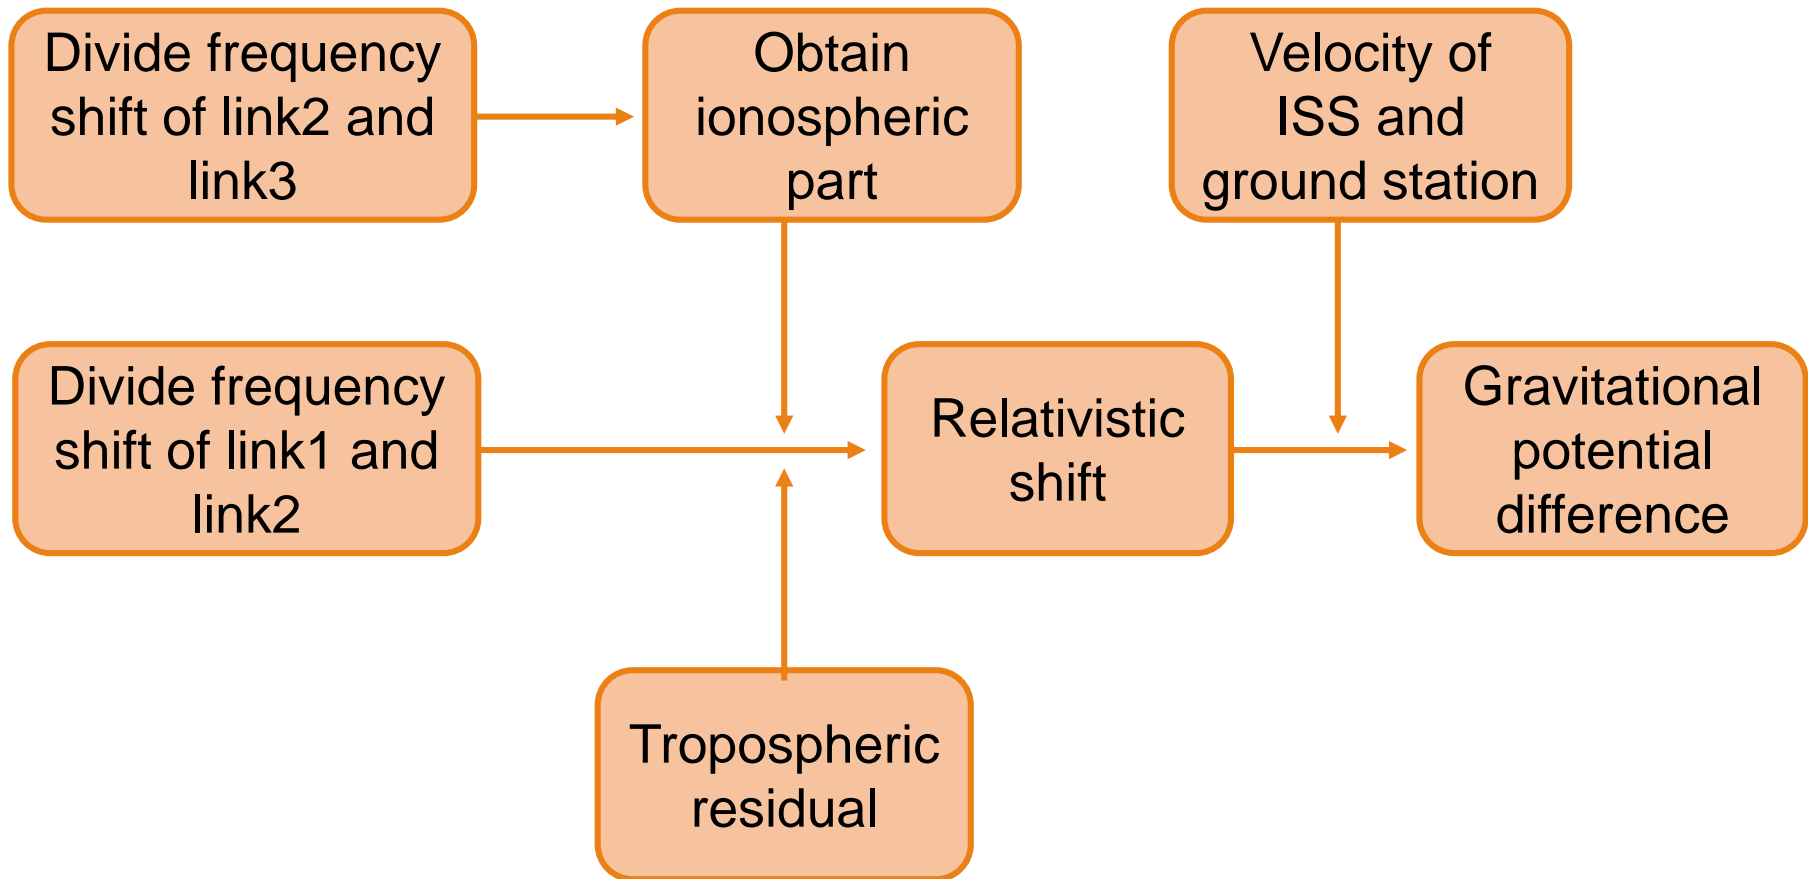 Divide frequency
shift of link2 and
link3
Obtain
ionospheric
part
Velocity of
ISS and
ground station
Divide frequency
shift of link1 and
link2
Relativistic
shift
Gravitational
potential
difference
Tropospheric
residual